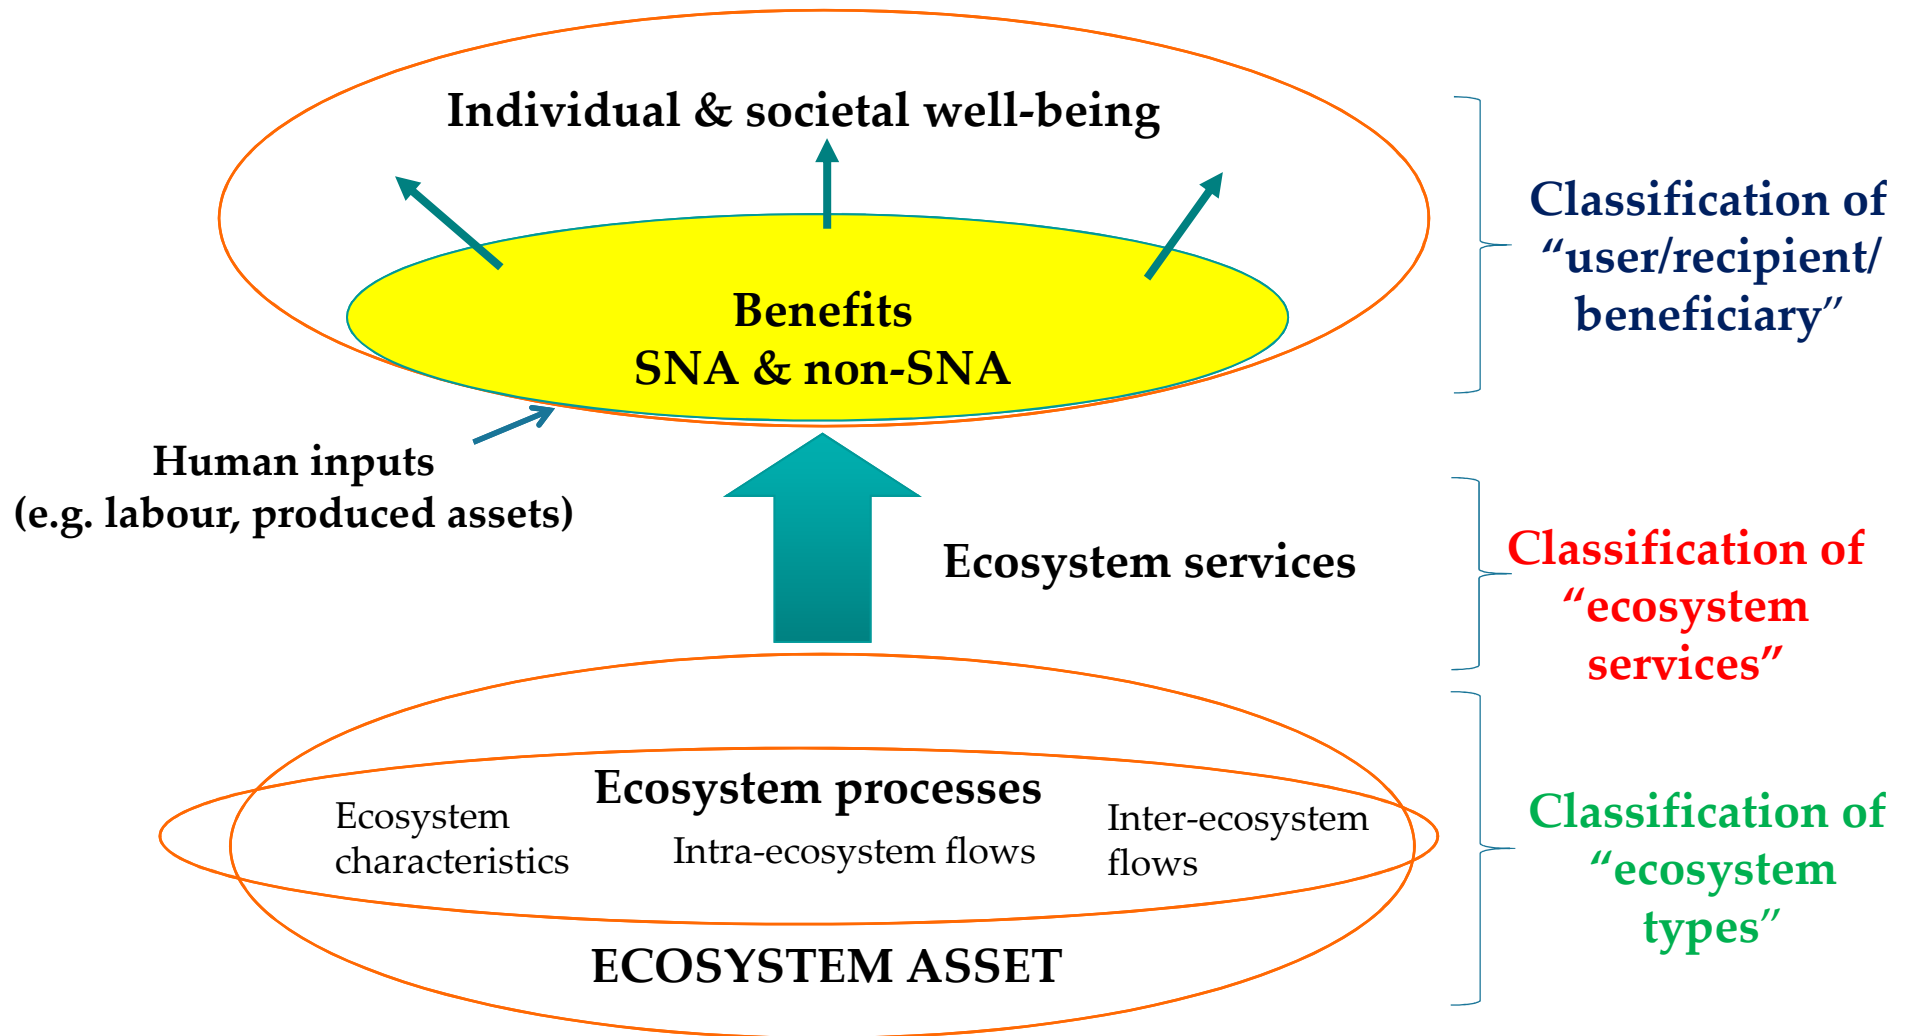 Individual & societal well-being
Benefits
SNA & non-SNA
Human inputs
(e.g. labour, produced assets)
Ecosystem services
Ecosystem processes
Ecosystem
characteristics
Intra-ecosystem flows
Inter-ecosystem
flows
ECOSYSTEM ASSET
Classification of
“user/recipient/
beneficiary”
Classification of
“ecosystem
services”
Classification of
“ecosystem
types”